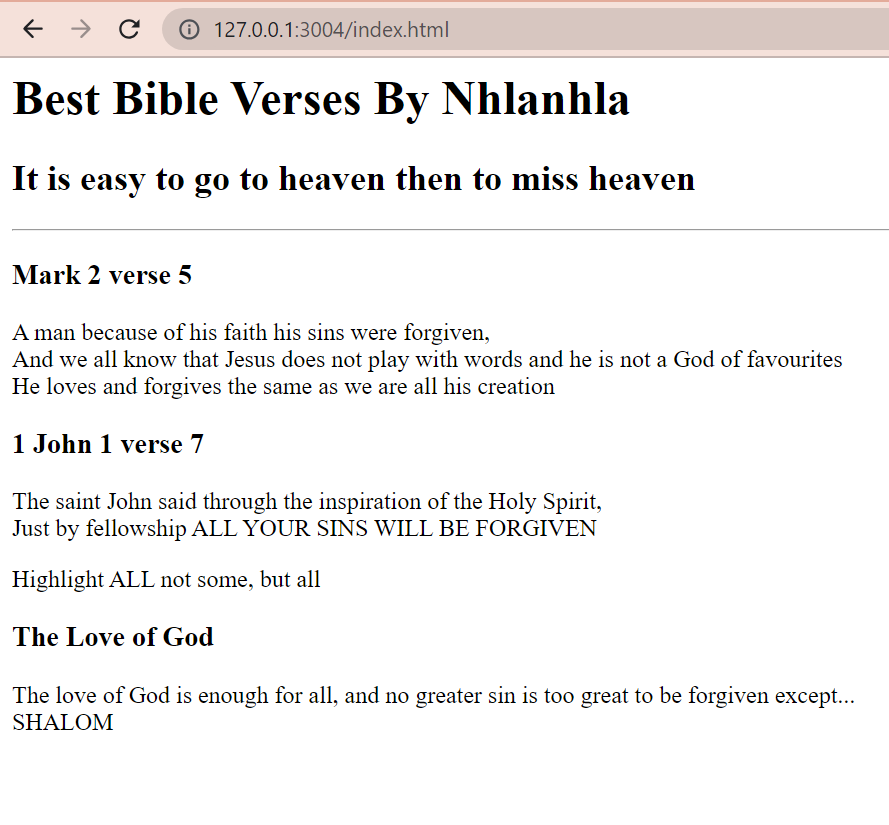 127.0.0.1:3004/index.html
Best Bible Verses By Nhlanhla
It is easy to go to heaven then to miss heaven
Mark 2 verse 5
A man because of his faith his sins were forgiven,
And we all know that Jesus does not play with words and he is not a God of favourites
He loves and forgives the same as we are all his creation
1 John 1 verse 7
The saint John said through the inspiration of the Holy Spirit,
Just by fellowship ALL YOUR SINS WILL BE FORGIVEN
Highlight ALL not some, but all
The Love of God
The love of God is enough for all, and no greater sin is too great to be forgiven except...
SHALOM